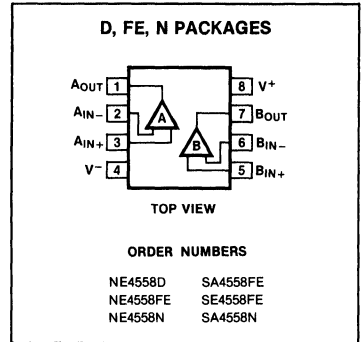 D, FE, N PACKAGES
AOUT 1 8 V+
AIN- 2 A 7 BOUT
AIN+ 3 B 6 BIN-
V- 4 5 BIN+
TOP VIEW
ORDER NUMBERS
NE4558D SA4558FE
NE4558FE SE4558FE
NE4558N SA4558N